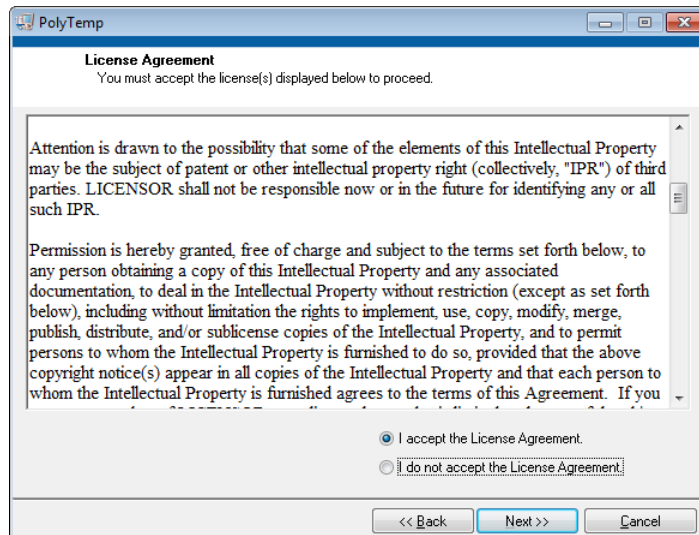 PolyTemp
License Agreement
You must accept the license(s) displayed below to proceed.
Attention is drawn to the possibility that some of the elements of this Intellectual Property
may be the subject of patent or other intellectual property right (collectively, "IPR") of third
parties. LICENSOR shall not be responsible now or in the future for identifying any or all
such IPR.
Permission is hereby granted, free of charge and subject to the terms set forth below, to
any person obtaining a copy of this Intellectual Property and any associated
documentation, to deal in the Intellectual Property without restriction (except as set forth
below), including without limitation the rights to implement, use, copy, modify, merge,
publish, distribute, and/or sublicense copies of the Intellectual Property, and to permit
persons to whom the Intellectual Property is furnished to do so, provided that the above
copyright notice(s) appear in all copies of the Intellectual Property and that each person to
whom the Intellectual Property is furnished agrees to the terms of this Agreement. If you
I accept the License Agreement.
I do not accept the License Agreement.
<< Back
Next >>
Cancel